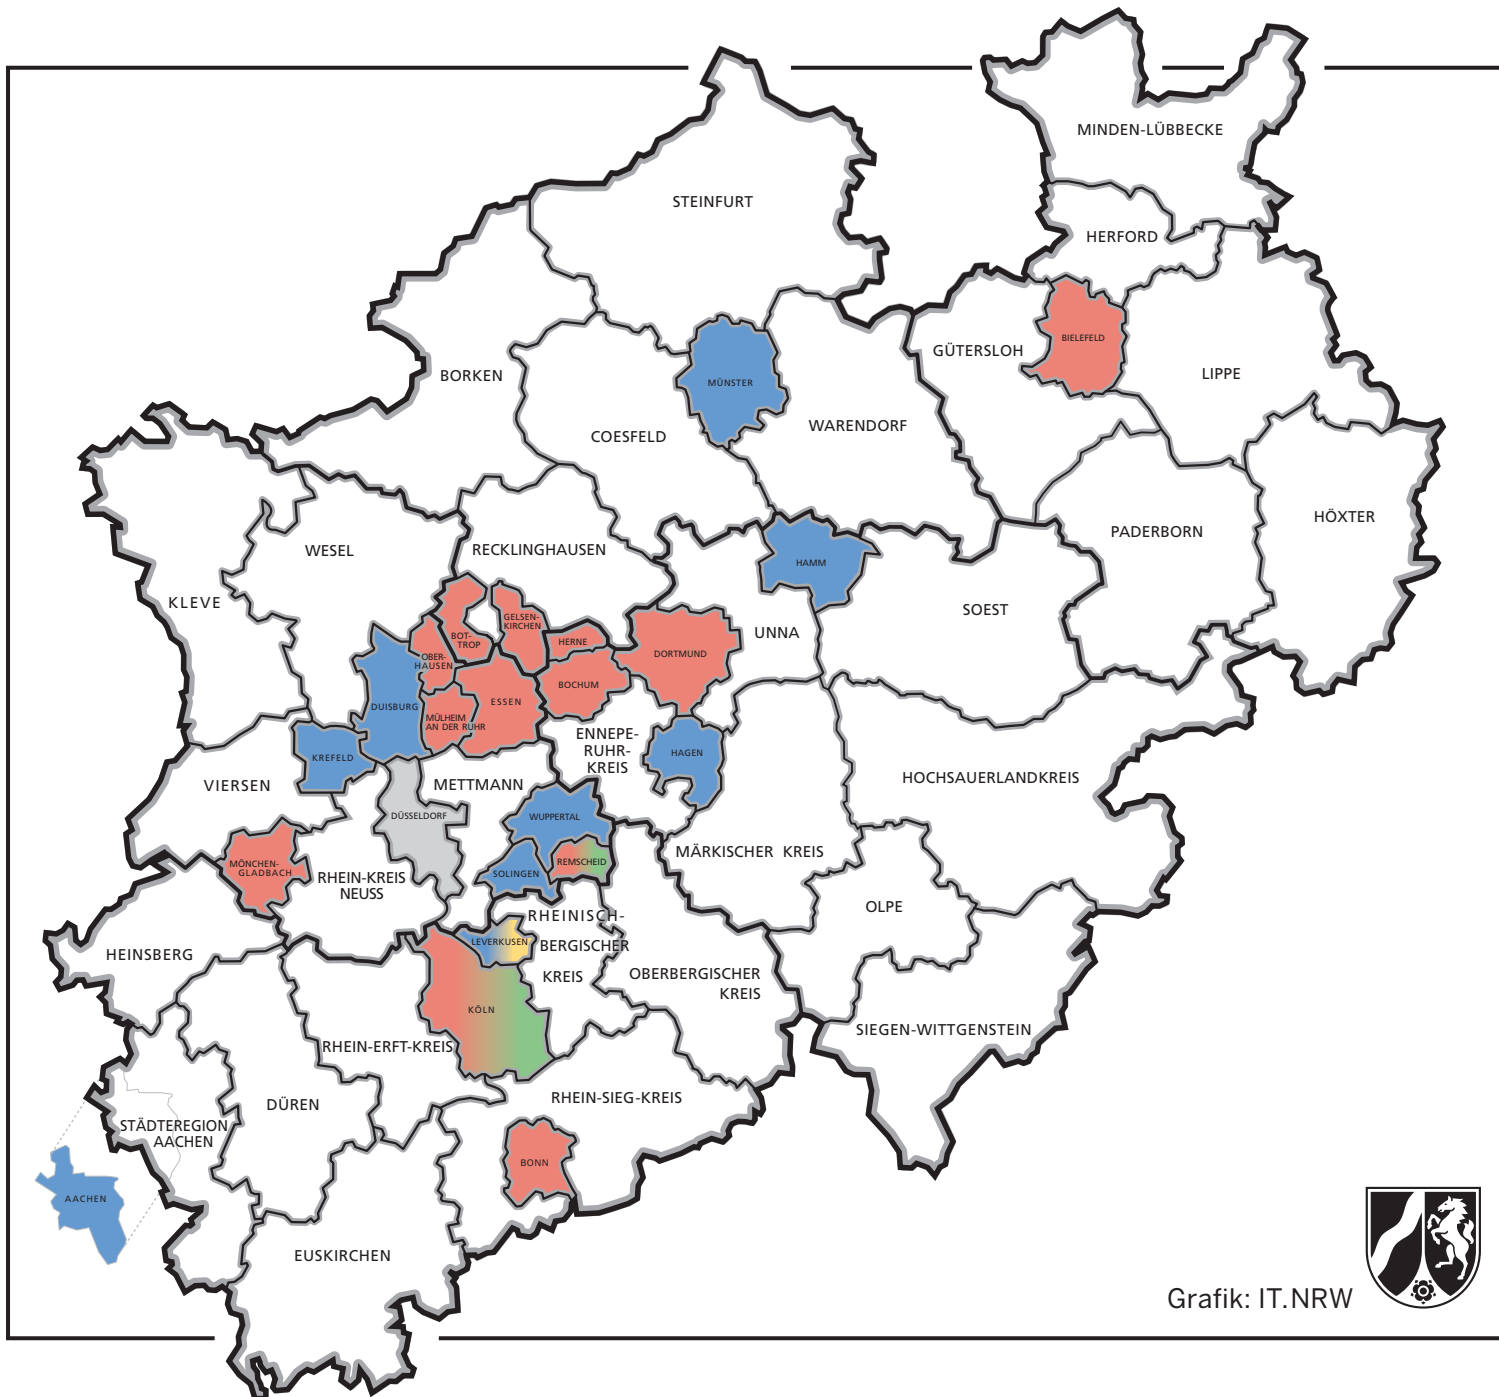 MINDEN-LÜBBECKE
STEINFURT
HERFORD
BIELEFELD
GÜTERSLOH
LIPPE
BORKEN
MÜNSTER
WARENDORF
COESFELD
HÖXTER
PADERBORN
WESEL
RECKLINGHAUSEN
HAMM
KLEVE
SOEST
GELSEN-
KIRCHEN
UNNA
BOT-
TROP
HERNE
OBER-
HAUSEN
DORTMUND
BOCHUM
DUISBURG
ESSEN
MÜLHEIM
AN DER RUHR
ENNEPE-
RUHR-
KREIS
HAGEN
KREFELD
HOCHSAUERLANDKREIS
VIERSEN
METTMANN
DÜSSELDORF
WUPPERTAL
MÄRKISCHER KREIS
REMSCHEID
MÖNCHEN-
GLADBACH
SOLINGEN
RHEIN-KREIS
NEUSS
OLPE
RHEINISCH-
BERGISCHER
KREIS
LEVERKUSEN
HEINSBERG
OBERBERGISCHER
KREIS
KÖLN
SIEGEN-WITTGENSTEIN
RHEIN-ERFT-KREIS
RHEIN-SIEG-KREIS
DÜREN
STÄDTEREGION
AACHEN
BONN
AACHEN
EUSKIRCHEN
Grafik: IT.NRW